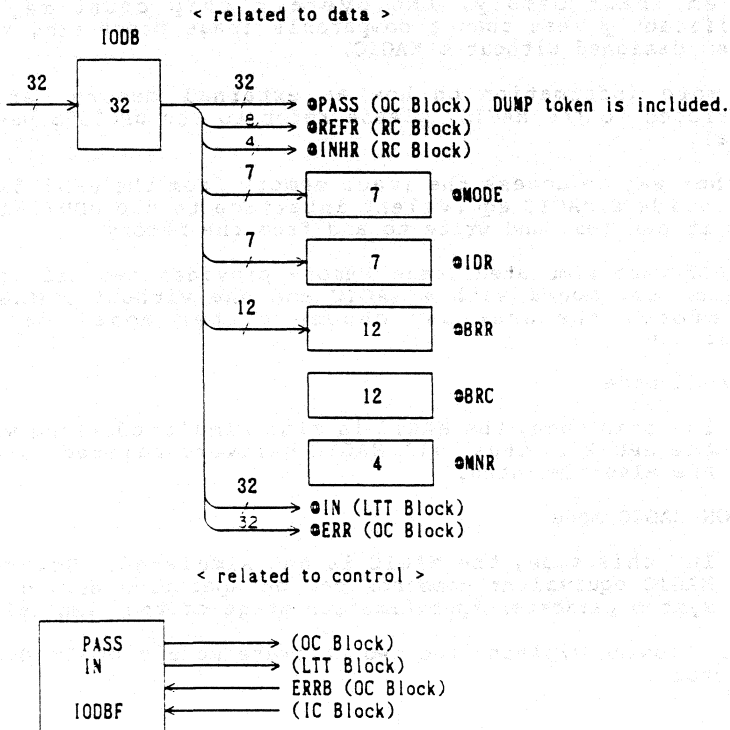 < related to data >
IODB
32
32
32
PASS (OC Block) DUMP token is included.
8
REFR (RC Block)
4
INHR (RC Block)
7
7
MODE
7
7
IDR
12
12
BRR
12
BRC
4
MNR
32
IN (LTT Block)
32
ERR (OC Block)
< related to control >
PASS
(OC Block)
IN
(LTT Block)
ERRB (OC Block)
IODBF
(IC Block)